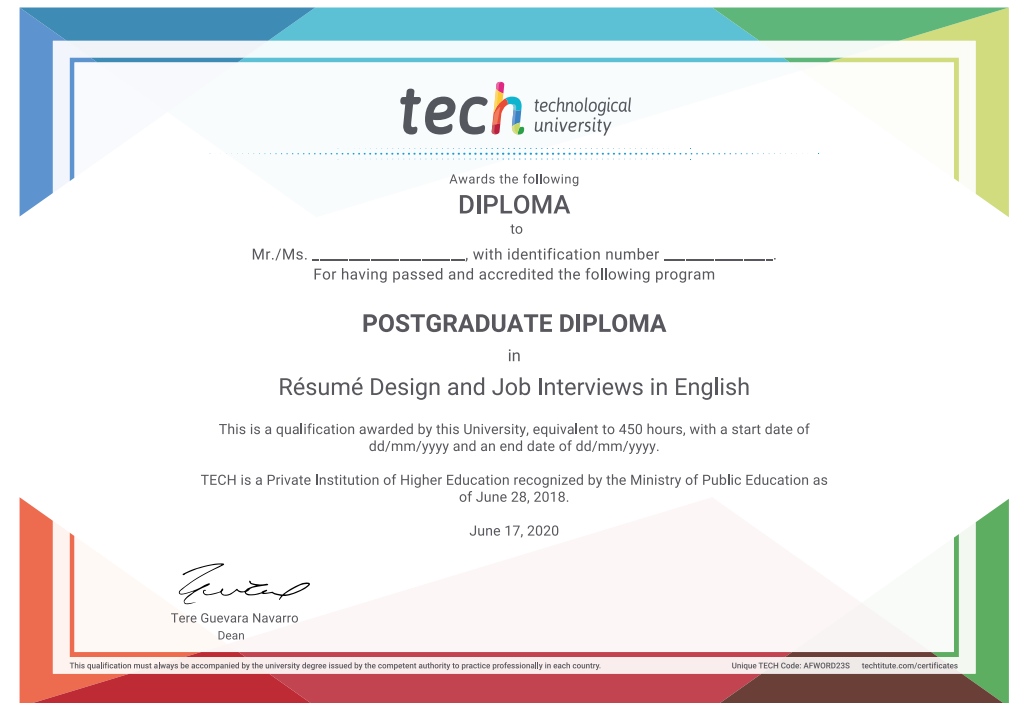 tech technological
university
Awards the following
DIPLOMA
to
Mr./Ms. ____________________, with identification number ______________.
For having passed and accredited the following program
POSTGRADUATE DIPLOMA
in
Résumé Design and Job Interviews in English
This is a qualification awarded by this University, equivalent to 450 hours, with a start date of
dd/mm/yyyy and an end date of dd/mm/yyyy.
TECH is a Private Institution of Higher Education recognized by the Ministry of Public Education as
of June 28, 2018.
June 17, 2020
Tere Guevara Navarro
Dean
This qualification must always be accompanied by the university degree issued by the competent authority to practice professionally in each country.
Unique TECH Code: AFWORD23S techtitute.com/certificates